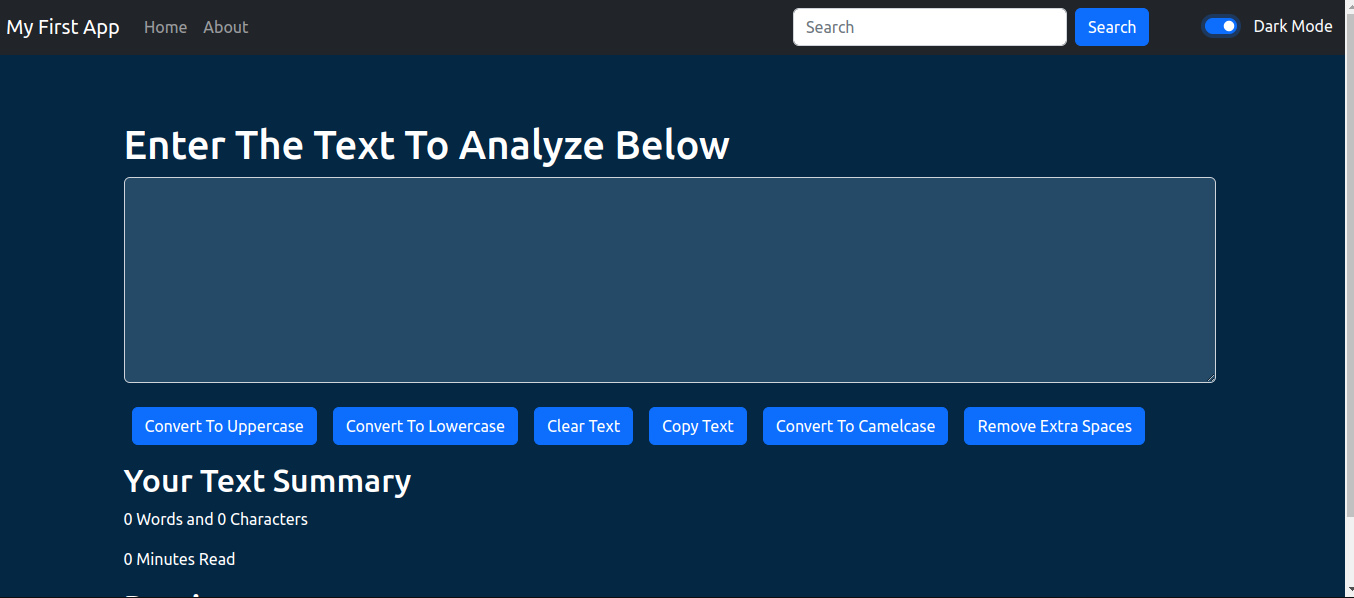 My First App Home About Search Search Dark Mode
Enter The Text To Analyze Below
Convert To Uppercase Convert To Lowercase Clear Text Copy Text Convert To Camelcase Remove Extra Spaces
Your Text Summary
0 Words and 0 Characters
0 Minutes Read